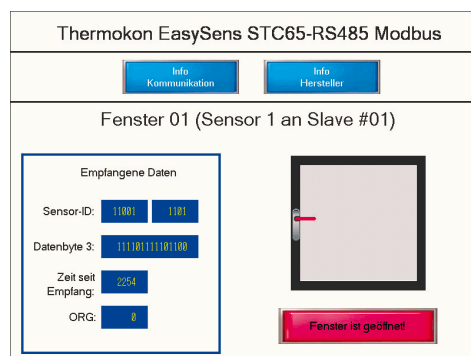 Thermokon EasySens STC65-RS485 Modbus
Info
Kommunikation
Info
Hersteller
Fenster 01 (Sensor 1 an Slave #01)
Empfangene Daten
Sensor-ID: 11001 1101
Datenbyte 3: 111101111101100
Zeit seit
Empfang: 2254
ORG: 0
Fenster ist geöffnet!